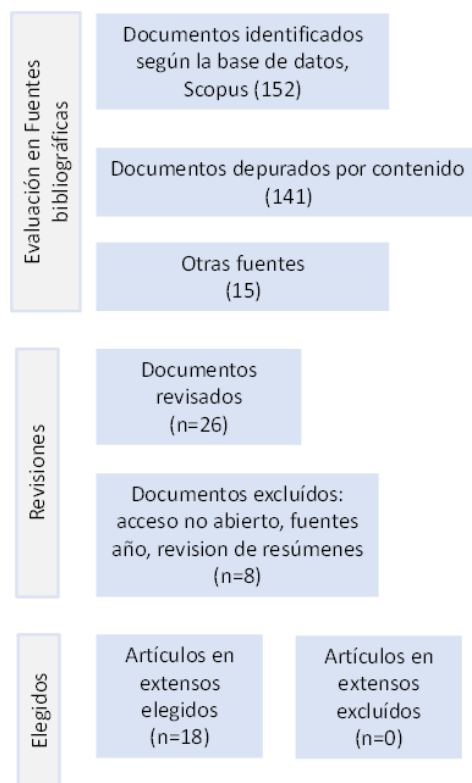 Evaluación en Fuentes
bibliográficas
Documentos identificados
según la base de datos,
Scopus (152)
Documentos depurados por contenido
(141)
Otras fuentes
(15)
Revisiones
Documentos
revisados
(n=26)
Documentos excluídos:
acceso no abierto, fuentes
año, revision de resúmenes
(n=8)
Elegidos
Artículos en
extensos
elegidos
(n=18)
Artículos en
extensos
excluídos
(n=0)